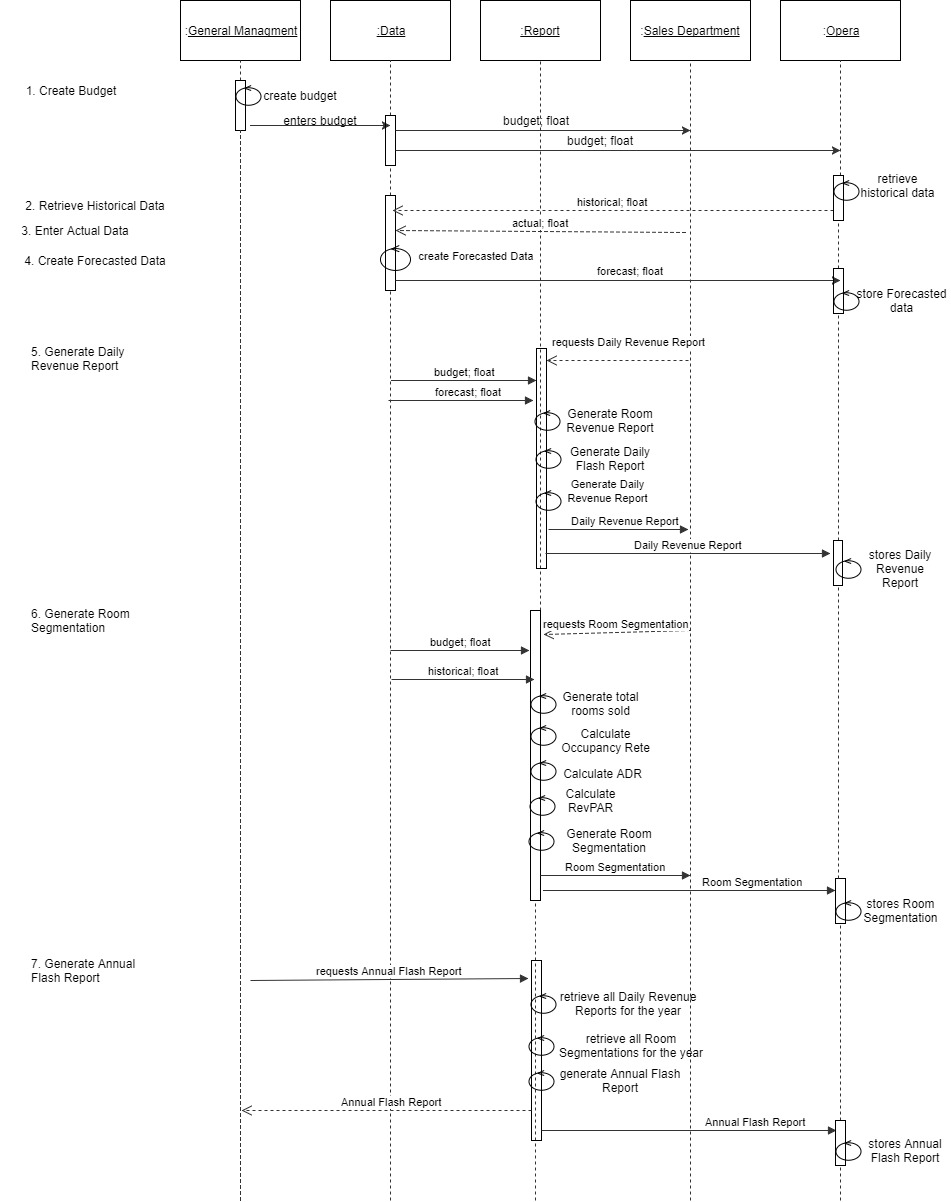 :General Managment
:Data
:Report
:Sales Department
:Opera
1. Create Budget
create budget
enters budget
budget; float
budget; float
retrieve
historical data
2. Retrieve Historical Data
historical; float
3. Enter Actual Data
actual; float
4. Create Forecasted Data
create Forecasted Data
forecast; float
store Forecasted
data
5. Generate Daily
Revenue Report
requests Daily Revenue Report
budget; float
forecast; float
Generate Room
Revenue Report
Generate Daily
Flash Report
Generate Daily
Revenue Report
Daily Revenue Report
Daily Revenue Report
stores Daily
Revenue
Report
6. Generate Room
Segmentation
requests Room Segmentation
budget; float
historical; float
Generate total
rooms sold
Calculate
Occupancy Rete
Calculate ADR
Calculate
RevPAR
Generate Room
Segmentation
Room Segmentation
Room Segmentation
stores Room
Segmentation
7. Generate Annual
Flash Report
requests Annual Flash Report
retrieve all Daily Revenue
Reports for the year
retrieve all Room
Segmentations for the year
generate Annual Flash
Report
Annual Flash Report
Annual Flash Report
stores Annual
Flash Report